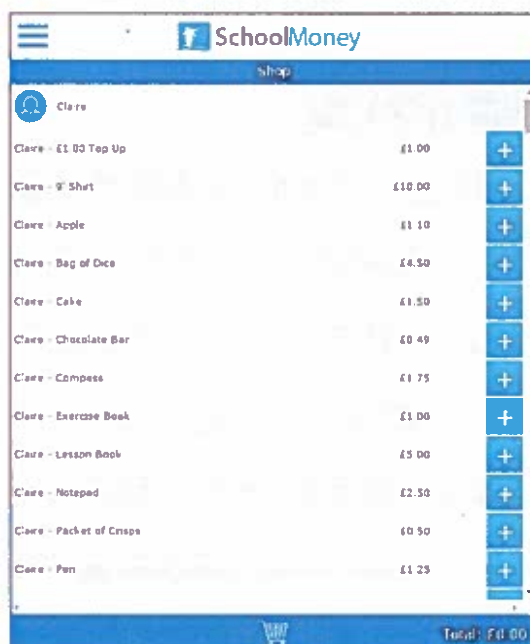 SchoolMoney
Shop
Claire
Claire - £1.00 Top Up £1.00
Claire - 9" Shirt £10.00
Claire - Apple £1.10
Claire - Bag of Dice £4.50
Claire - Cake £1.50
Claire - Chocolate Bar £0.49
Claire - Compass £1.75
Claire - Exercise Book £1.00
Claire - Lesson Book £5.00
Claire - Notepad £2.50
Claire - Packet of Crisps £0.50
Claire - Pen £1.25
Total: £0.00